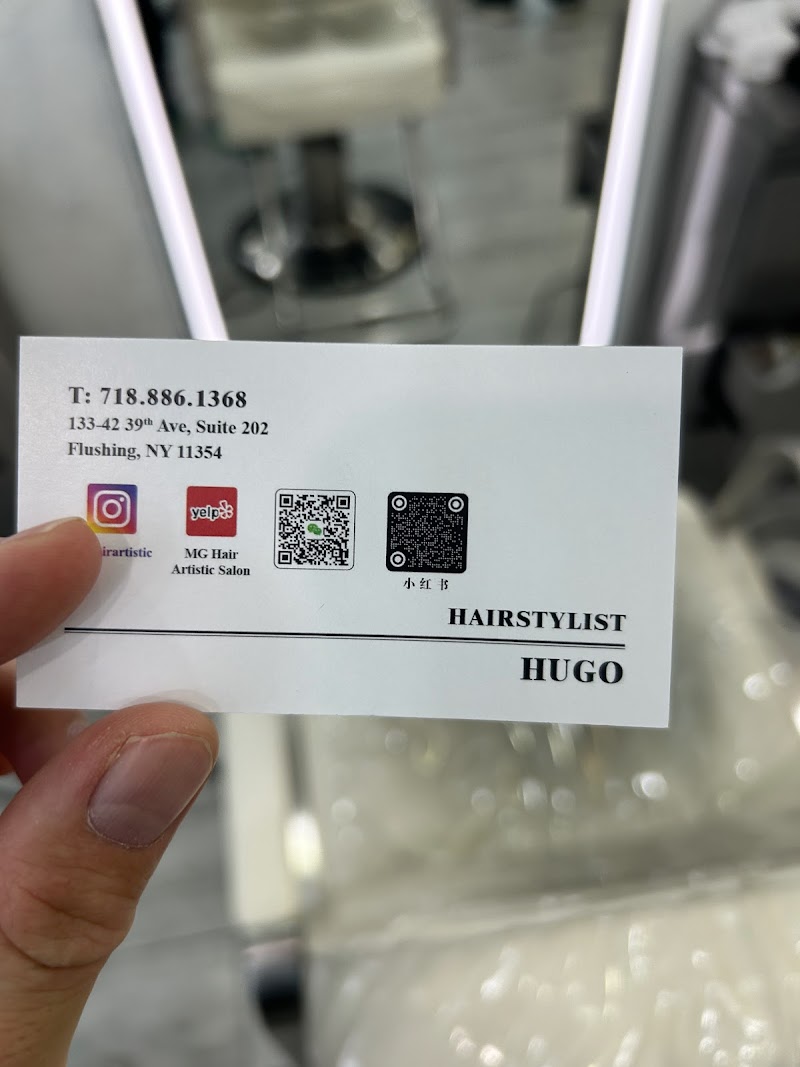 T: 718.886.1368
133-42 39th Ave, Suite 202
Flushing, NY 11354
yelp
MG Hair
Artistic Salon
小红书
HAIRSTYLIST
HUGO